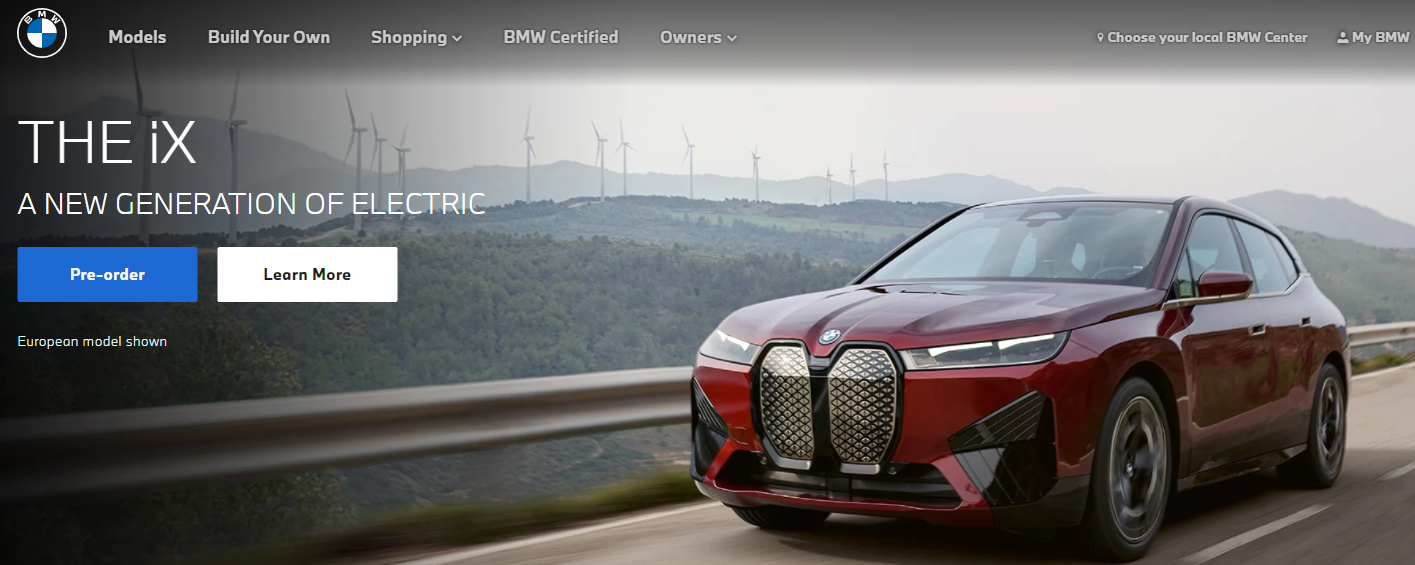 BMW
Models
Build Your Own
Shopping
BMW Certified
Owners
Choose your local BMW Center
My BMW
THE iX
A NEW GENERATION OF ELECTRIC
Pre-order
Learn More
European model shown